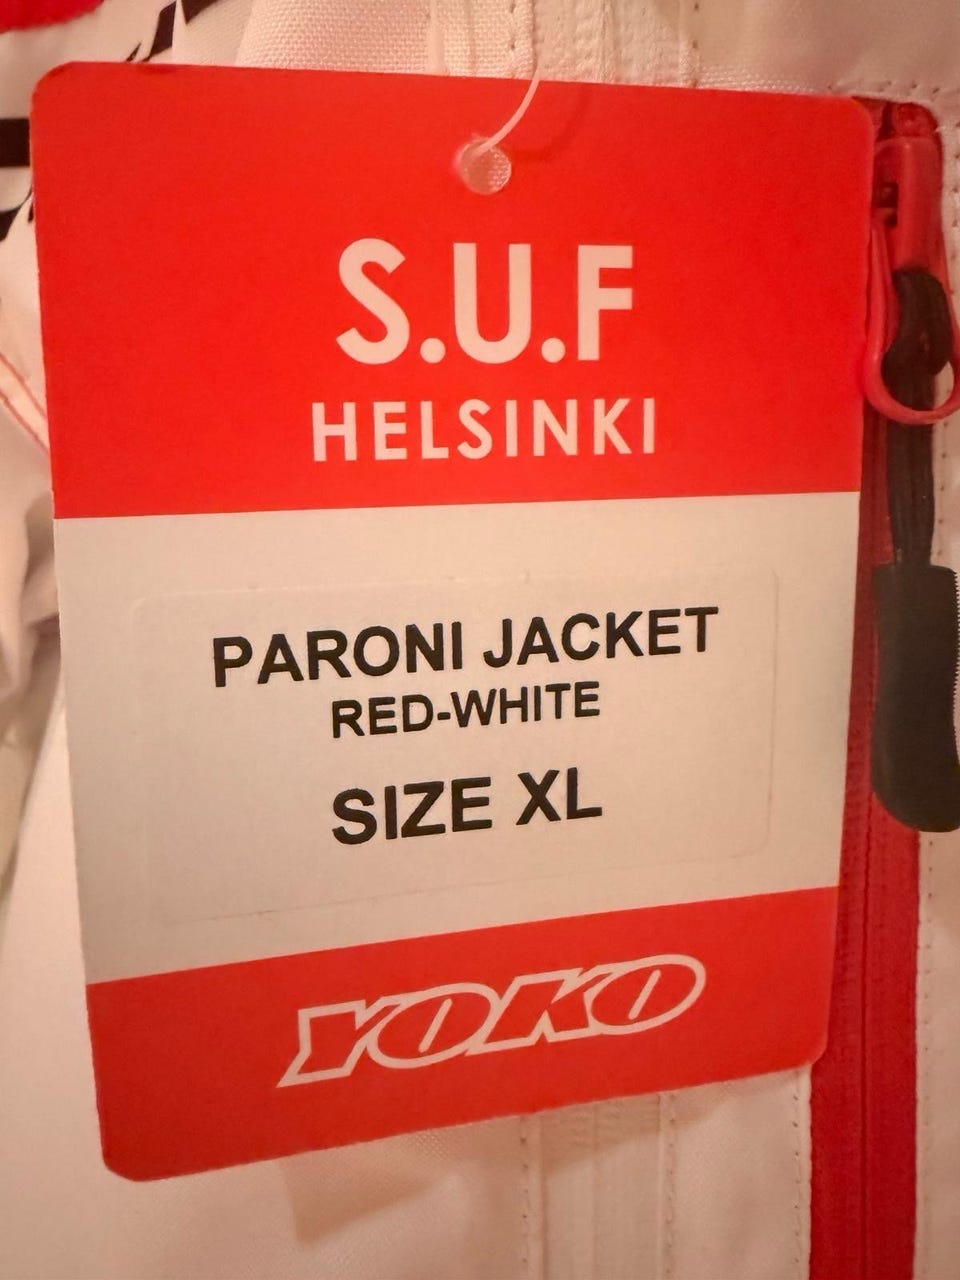 S.U.F
HELSINKI
PARONI JACKET
RED-WHITE
SIZE XL
YOKO